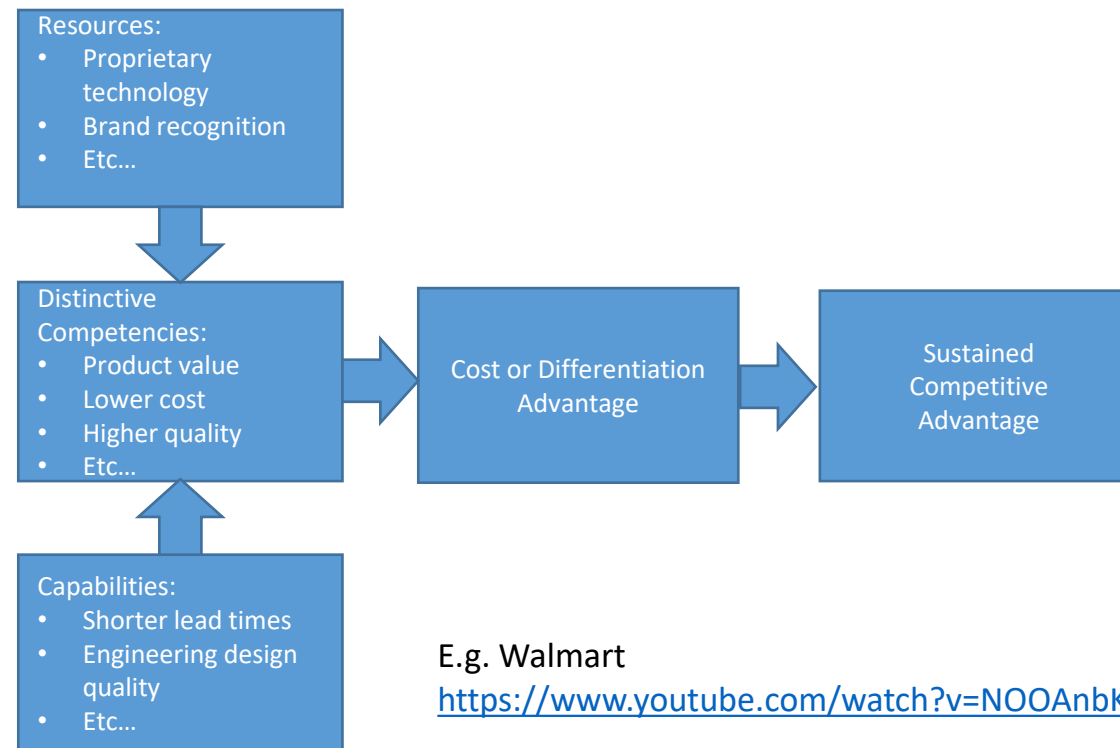 Resources:
• Proprietary
technology
• Brand recognition
• Etc…
Distinctive
Competencies:
• Product value
• Lower cost
• Higher quality
• Etc…
Cost or Differentiation
Advantage
Sustained
Competitive
Advantage
Capabilities:
• Shorter lead times
• Engineering design
quality
• Etc…
E.g. Walmart
https://www.youtube.com/watch?v=NOOAnbK